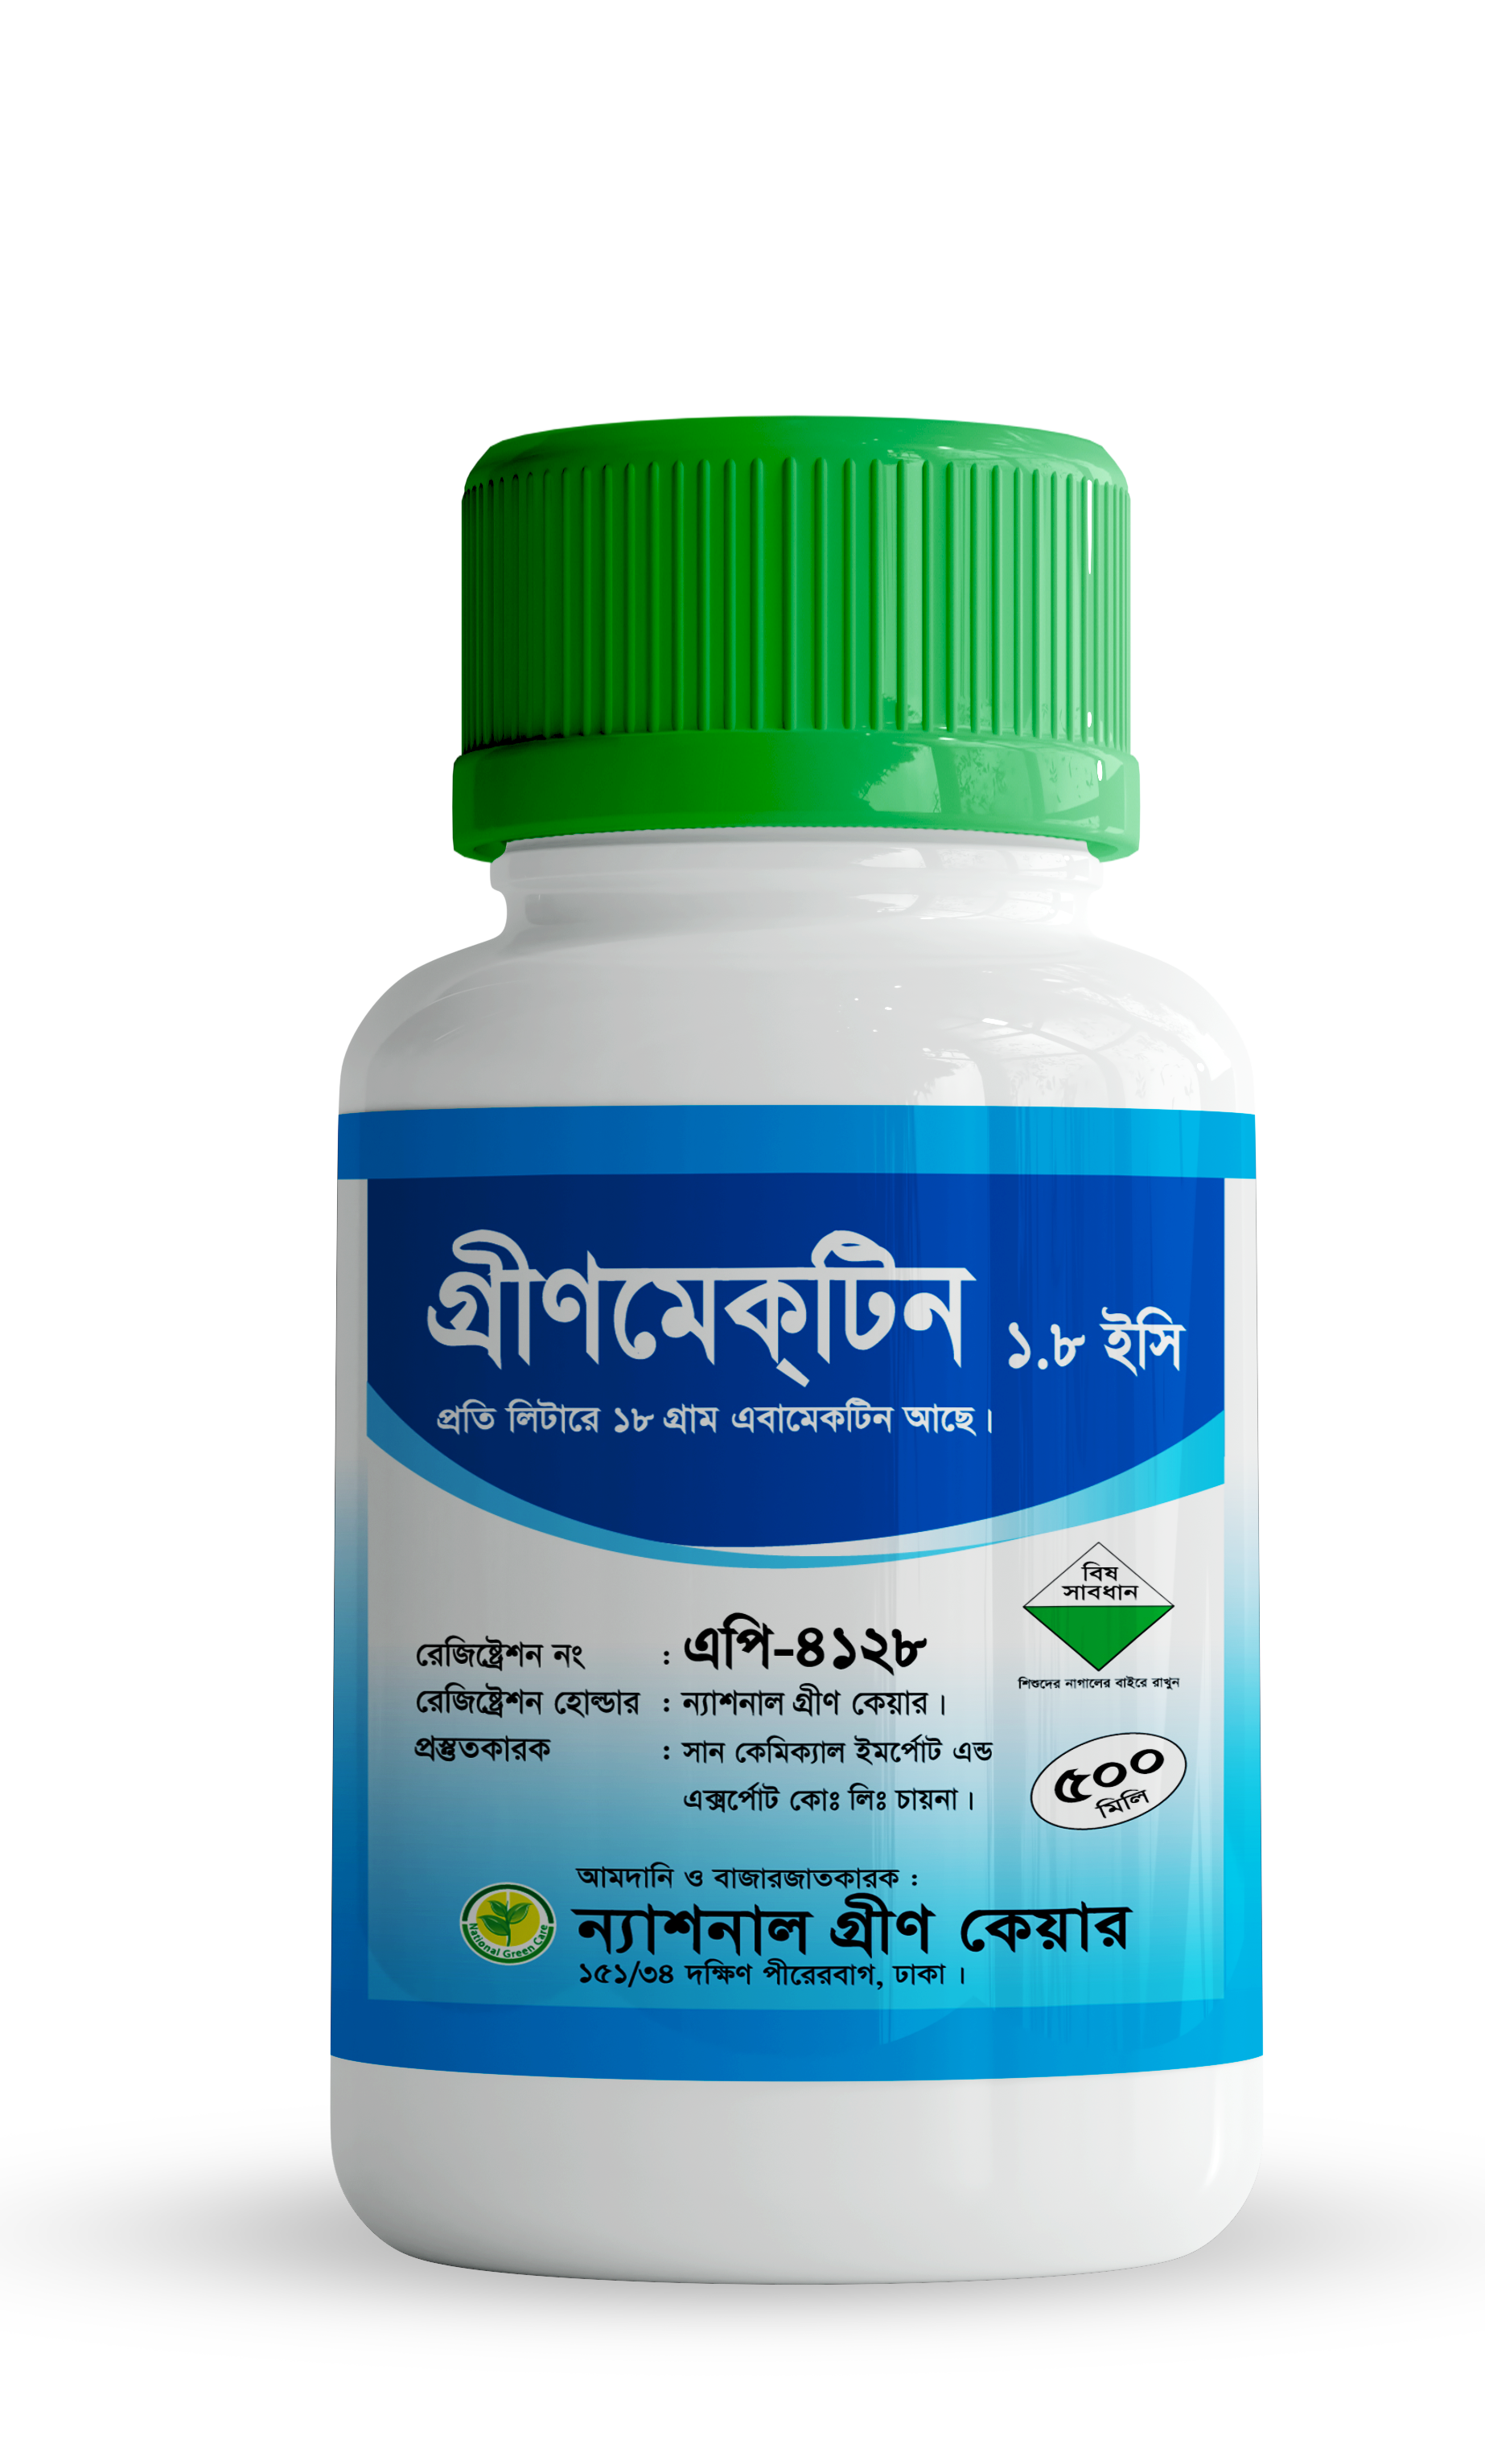 গ্রীণমেক্টিন ১.৮ ইসি
প্রতি লিটারে ১৮ গ্রাম এবামেকটিন আছে।
বিষ
সাবধান
শিশুদের নাগালের বাইরে রাখুন
রেজিষ্ট্রেশন নং : এপি-৪১২৮
রেজিষ্ট্রেশন হোল্ডার : ন্যাশনাল গ্রীণ কেয়ার।
প্রস্তুতকারক : সান কেমিক্যাল ইমর্পোট এন্ড
এক্সর্পোট কোঃ লিঃ চায়না।
৫০০
মিলি
আমদানি ও বাজারজাতকারক :
ন্যাশনাল গ্রীণ কেয়ার
১৫১/৩৪ দক্ষিণ পীরেরবাগ, ঢাকা।
National Green Care